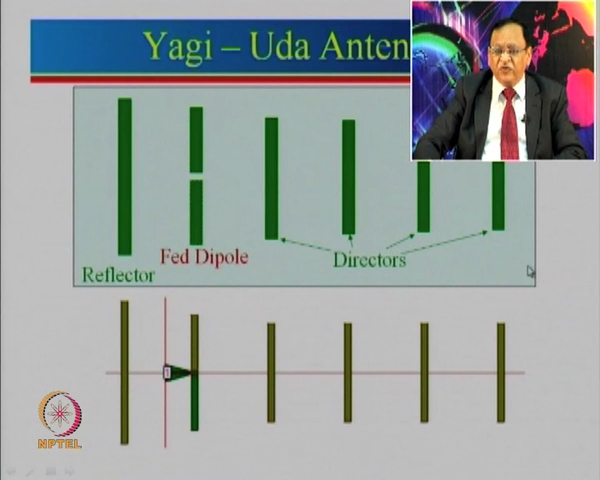 Yagi – Uda Anten
Reflector
Fed Dipole
Directors
NPTEL